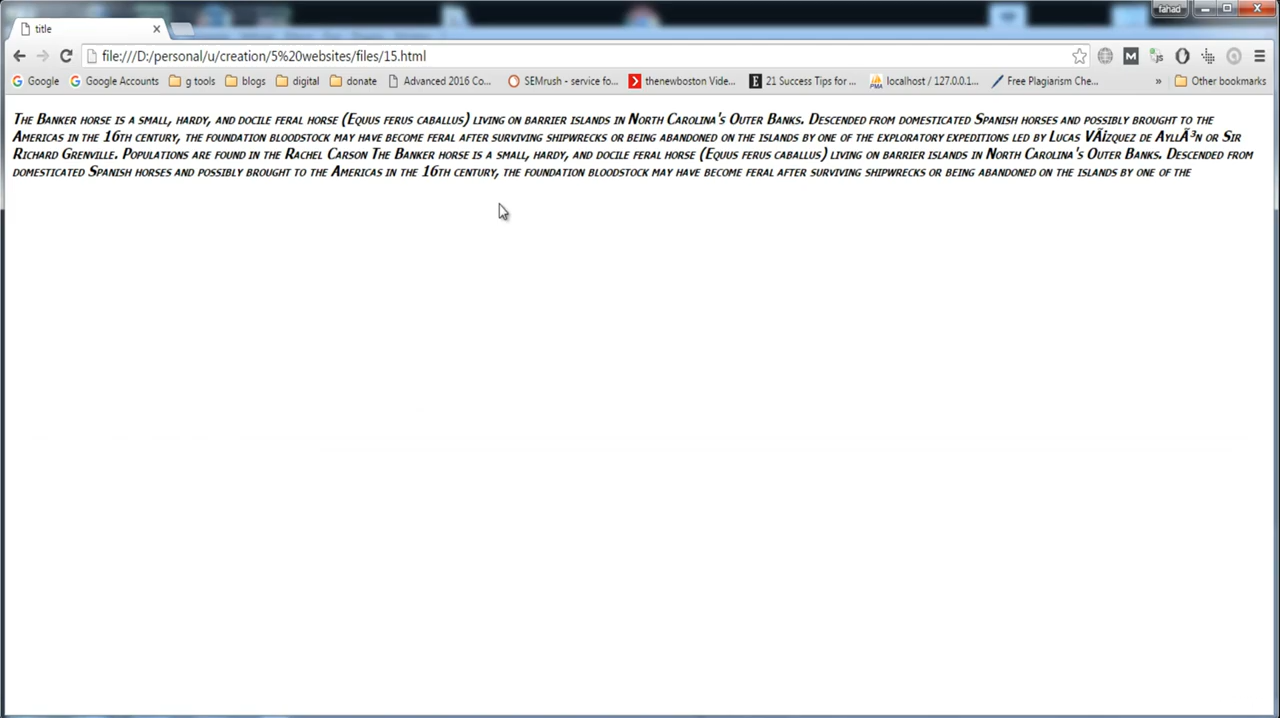 fahad
title
file:///D:/personal/u/creation/5%20websites/files/15.html
Google Google Accounts g tools blogs digital donate Advanced 2016 Co... SEMrush - service fo... thenewboston Vide... 21 Success Tips for ... localhost / 127.0.0.1... Free Plagiarism Che... » Other bookmarks
The Banker horse is a small, hardy, and docile feral horse (Equus ferus caballus) living on barrier islands in North Carolina's Outer Banks. Descended from domesticated Spanish horses and possibly brought to the
Americas in the 16th century, the foundation bloodstock may have become feral after surviving shipwrecks or being abandoned on the islands by one of the exploratory expeditions led by Lucas VÃ¡zquez de AyllÃ³n or Sir
Richard Grenville. Populations are found in the Rachel Carson The Banker horse is a small, hardy, and docile feral horse (Equus ferus caballus) living on barrier islands in North Carolina's Outer Banks. Descended from
domesticated Spanish horses and possibly brought to the Americas in the 16th century, the foundation bloodstock may have become feral after surviving shipwrecks or being abandoned on the islands by one of the